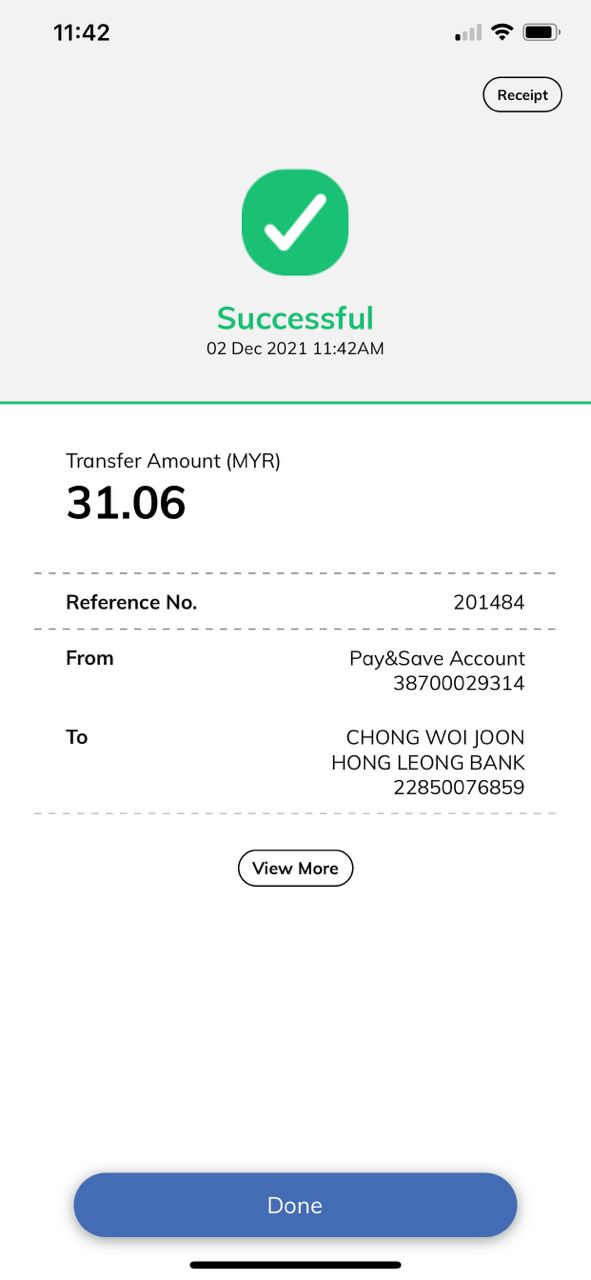 11:42
Receipt
Successful
02 Dec 2021 11:42AM
Transfer Amount (MYR)
31.06
Reference No. 201484
From Pay&Save Account
38700029314
To CHONG WOI JOON
HONG LEONG BANK
22850076859
View More
Done